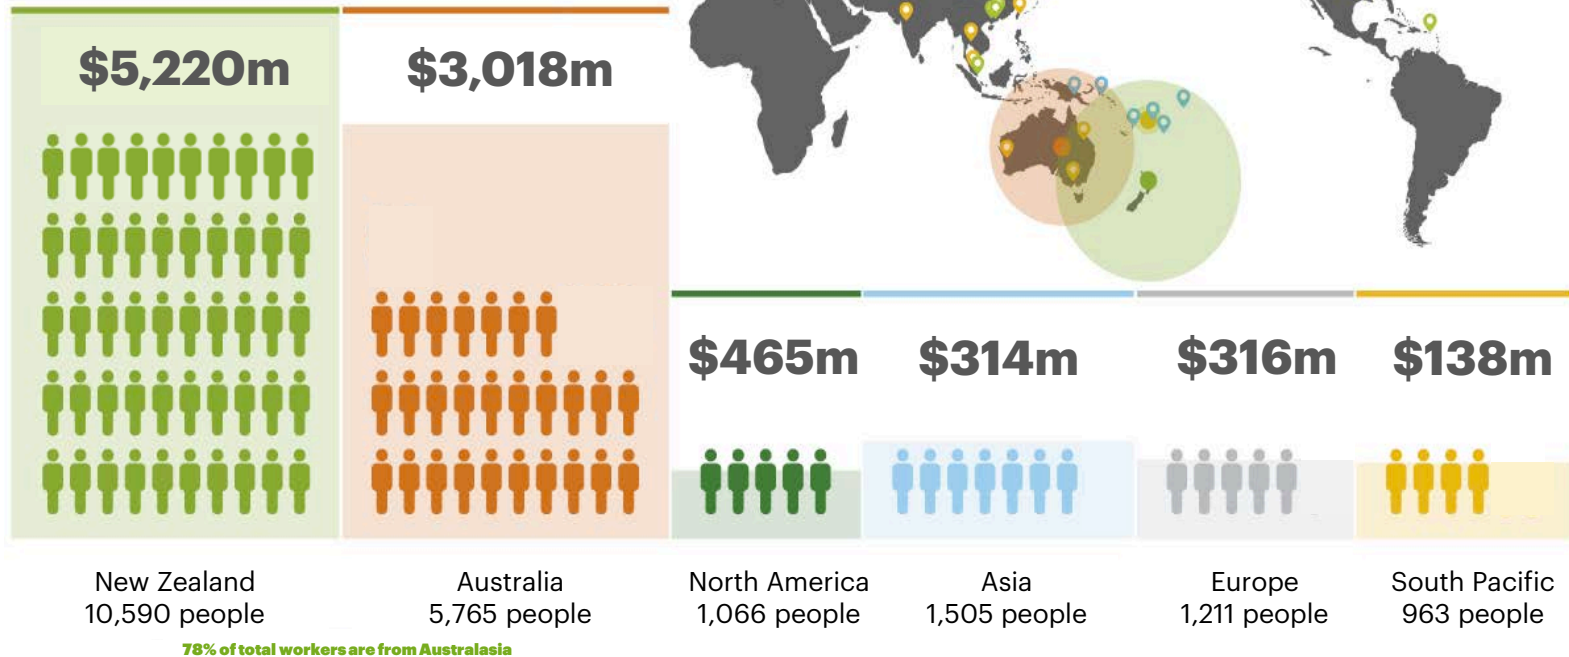 $5,220m
$3,018m
$465m
$314m
$316m
$138m
New Zealand
10,590 people
Australia
5,765 people
North America
1,066 people
Asia
1,505 people
Europe
1,211 people
South Pacific
963 people
78% of total workers are from Australasia